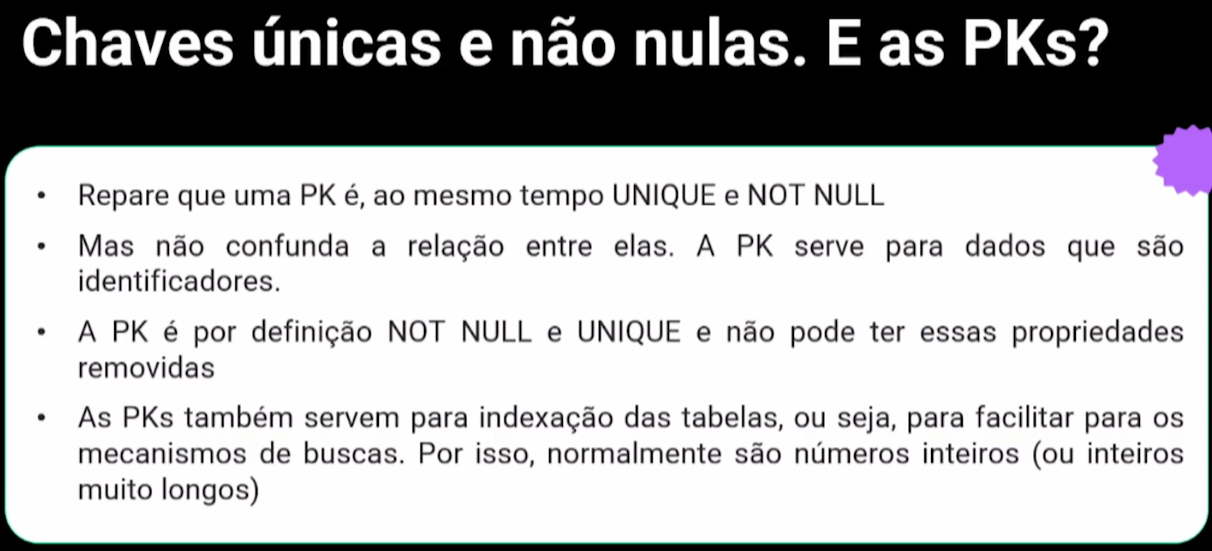 Chaves únicas e não nulas. E as PKs?
• Repare que uma PK é, ao mesmo tempo UNIQUE e NOT NULL
• Mas não confunda a relação entre elas. A PK serve para dados que são
identificadores.
• A PK é por definição NOT NULL e UNIQUE e não pode ter essas propriedades
removidas
• As PKs também servem para indexação das tabelas, ou seja, para facilitar para os
mecanismos de buscas. Por isso, normalmente são números inteiros (ou inteiros
muito longos)